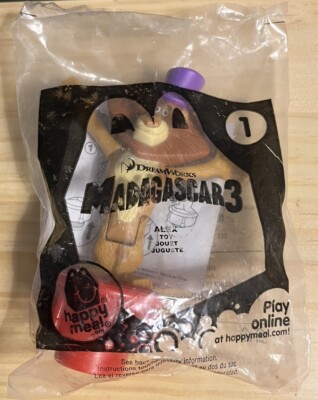 1
DREAMWORKS
MADAGASCAR3
ALEX
TOY
JOUET
JUGUETE
happy
meal
Play
online
at happymeal.com!